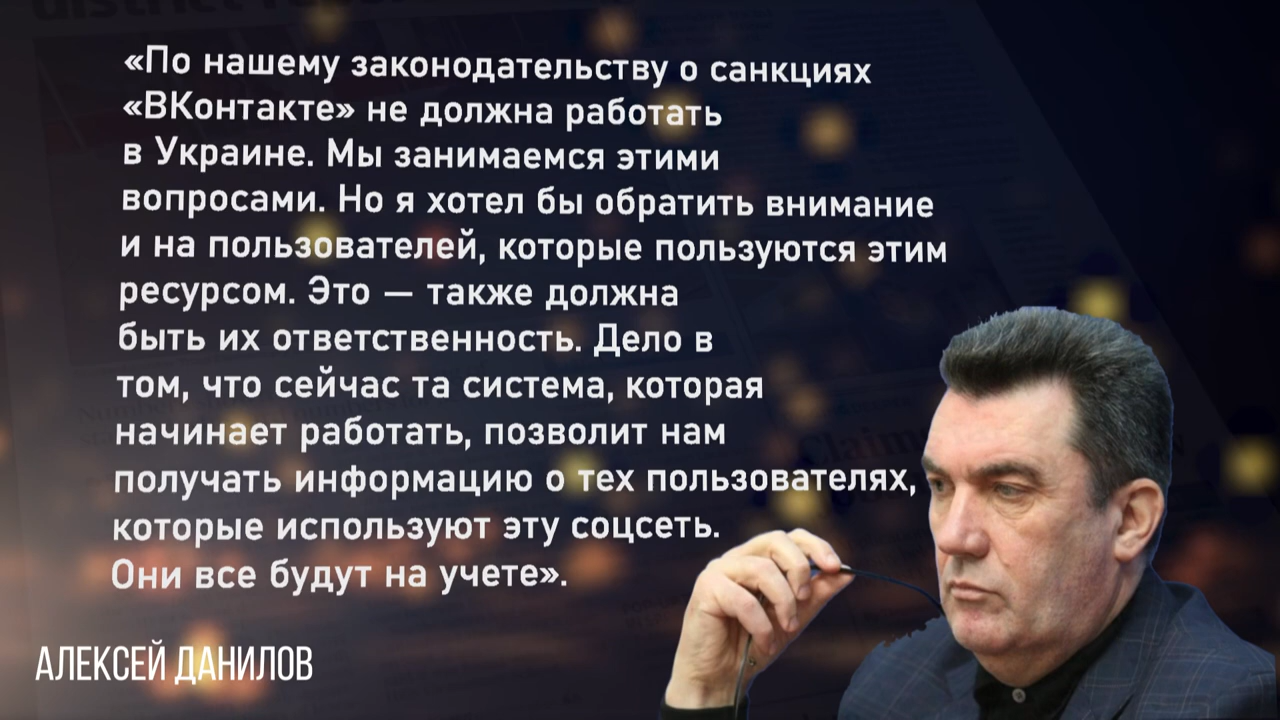 «По нашему законодательству о санкциях
«ВКонтакте» не должна работать
в Украине. Мы занимаемся этими
вопросами. Но я хотел бы обратить внимание
и на пользователей, которые пользуются этим
ресурсом. Это — также должна
быть их ответственность. Дело в
том, что сейчас та система, которая
начинает работать, позволит нам
получать информацию о тех пользователях,
которые используют эту соцсеть.
Они все будут на учете».
АЛЕКСЕЙ ДАНИЛОВ